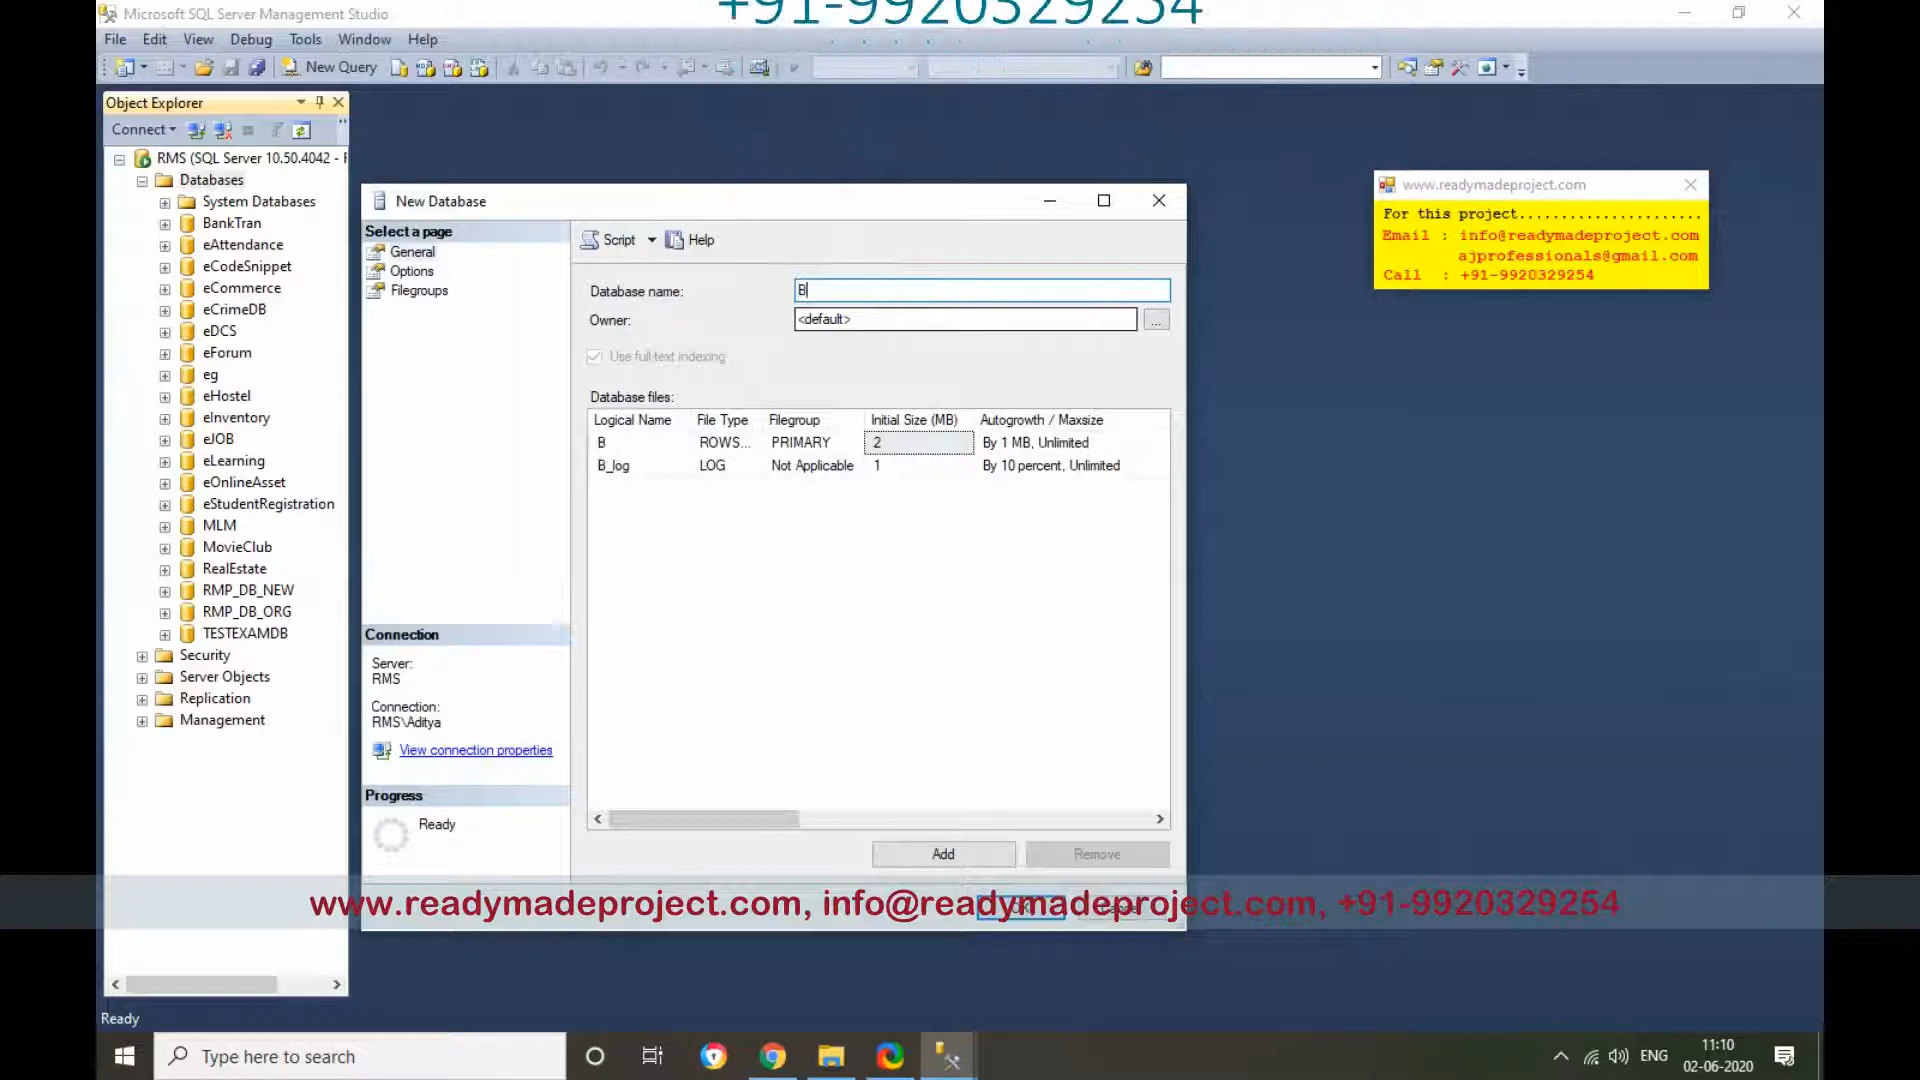 +91-9920329254
Microsoft SQL Server Management Studio
File Edit View Debug Tools Window Help
New Query
Object Explorer
Connect
RMS (SQL Server 10.50.4042 -
Databases
System Databases
BankTran
eAttendance
eCodeSnippet
eCommerce
eCrimeDB
eDCS
eForum
eg
eHostel
eInventory
eJOB
eLearning
eOnlineAsset
eStudentRegistration
MLM
MovieClub
RealEstate
RMP_DB_NEW
RMP_DB_ORG
TESTEXAMDB
Security
Server Objects
Replication
Management
New Database
Select a page
General
Options
Filegroups
Script Help
Database name: B
Owner: <default> ...
Use full-text indexing
Database files:
Logical Name File Type Filegroup Initial Size (MB) Autogrowth / Maxsize
B ROWS... PRIMARY 2 By 1 MB, Unlimited
B_log LOG Not Applicable 1 By 10 percent, Unlimited
Connection
Server:
RMS
Connection:
RMS\Aditya
View connection properties
Progress
Ready
Add Remove
www.readymadeproject.com
For this project......................
Email : info@readymadeproject.com
ajprofessionals@gmail.com
Call : +91-9920329254
www.readymadeproject.com, info@readymadeproject.com, +91-9920329254
Ready
Type here to search
ENG
11:10
02-06-2020